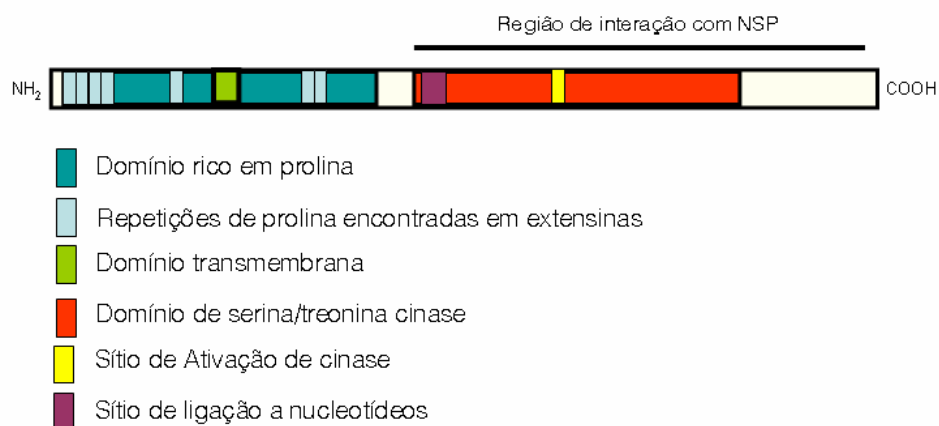 Região de interação com NSP
NH2
COOH
Domínio rico em prolina
Repetições de prolina encontradas em extensinas
Domínio transmembrana
Domínio de serina/treonina cinase
Sítio de Ativação de cinase
Sítio de ligação a nucleotídeos